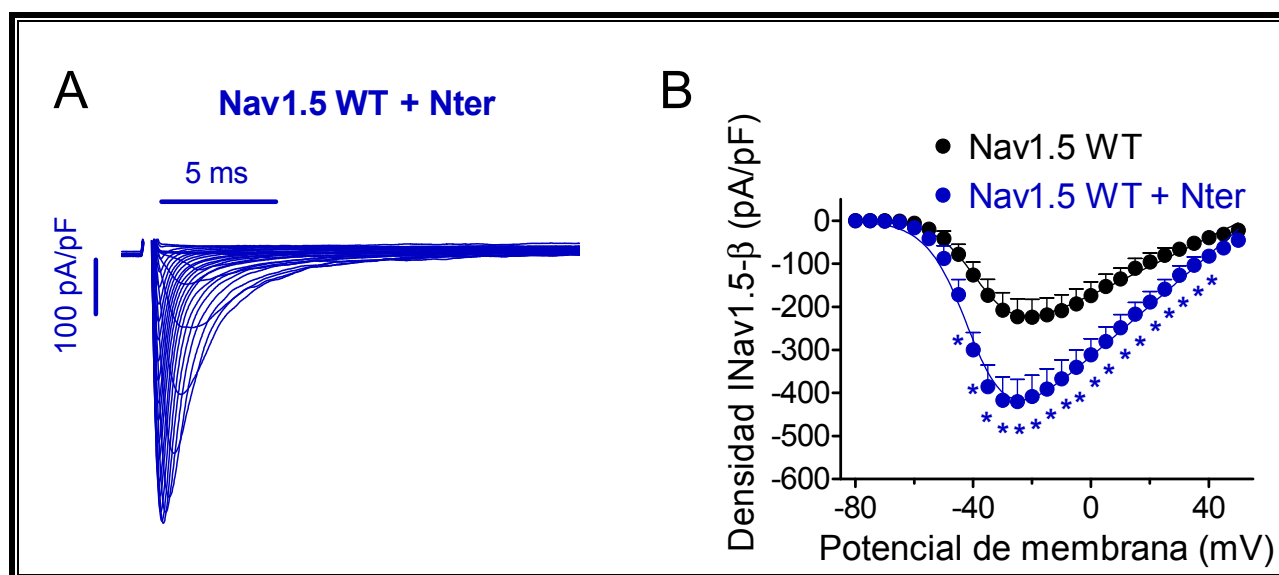 A
Nav1.5 WT + Nter
5 ms
100 pA/pF
B
Nav1.5 WT
Nav1.5 WT + Nter
Densidad INav1.5-β (pA/pF)
0
-100
-200
-300
-400
-500
-600
* * * * * * * * * * * * * * * * * *
-80
-40
0
40
Potencial de membrana (mV)